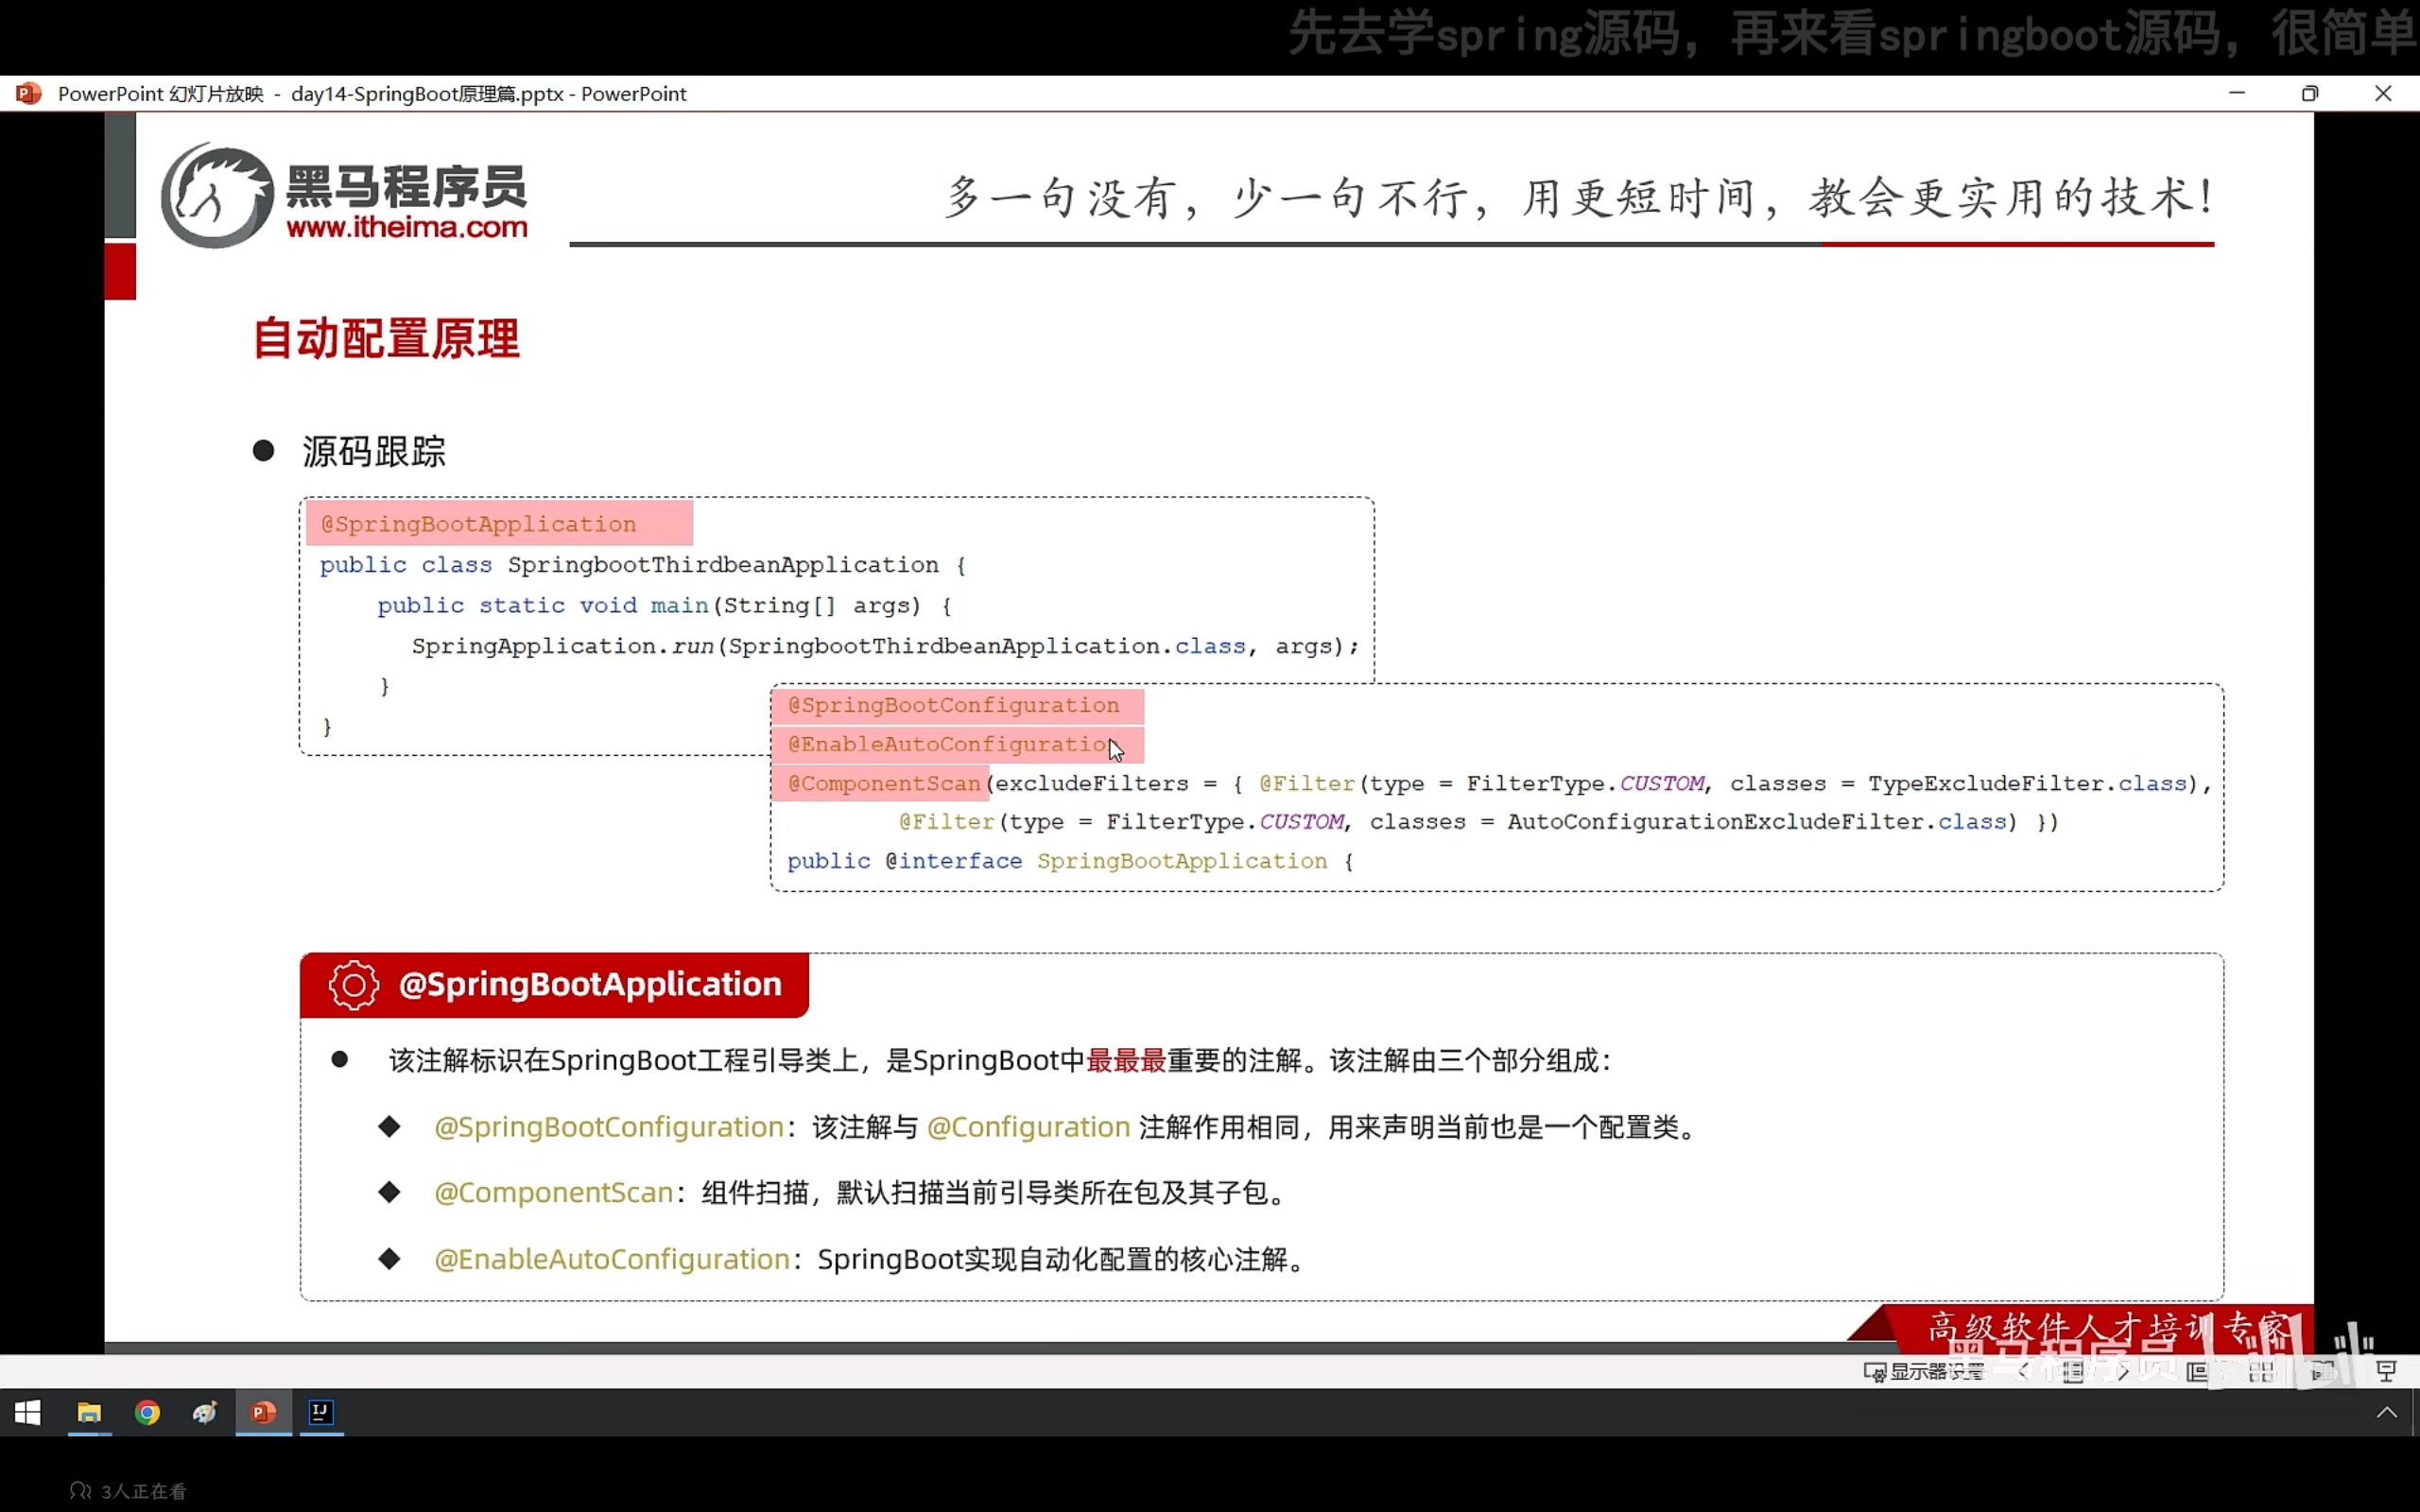 先去学spring源码，再来看springboot源码，很简单
PowerPoint 幻灯片放映 - day14-SpringBoot原理篇.pptx - PowerPoint
黑马程序员
www.itheima.com
多一句没有，少一句不行，用更短时间，教会更实用的技术！
自动配置原理
● 源码跟踪
@SpringBootApplication
public class SpringbootThirdbeanApplication {
public static void main(String[] args) {
SpringApplication.run(SpringbootThirdbeanApplication.class, args);
}
}
@SpringBootConfiguration
@EnableAutoConfiguration
@ComponentScan(excludeFilters = { @Filter(type = FilterType.CUSTOM, classes = TypeExcludeFilter.class),
@Filter(type = FilterType.CUSTOM, classes = AutoConfigurationExcludeFilter.class) })
public @interface SpringBootApplication {
@SpringBootApplication
● 该注解标识在SpringBoot工程引导类上，是SpringBoot中最最最重要的注解。该注解由三个部分组成：
◆ @SpringBootConfiguration：该注解与 @Configuration 注解作用相同，用来声明当前也是一个配置类。
◆ @ComponentScan：组件扫描，默认扫描当前引导类所在包及其子包。
◆ @EnableAutoConfiguration：SpringBoot实现自动化配置的核心注解。
高级软件人才培训专家
黑马程序员
显示器设置
3人正在看